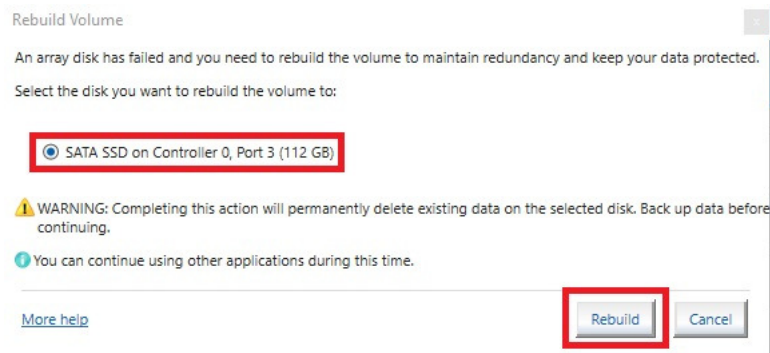 Rebuild Volume
An array disk has failed and you need to rebuild the volume to maintain redundancy and keep your data protected.
Select the disk you want to rebuild the volume to:
SATA SSD on Controller 0, Port 3 (112 GB)
WARNING: Completing this action will permanently delete existing data on the selected disk. Back up data before
continuing.
You can continue using other applications during this time.
More help
Rebuild
Cancel